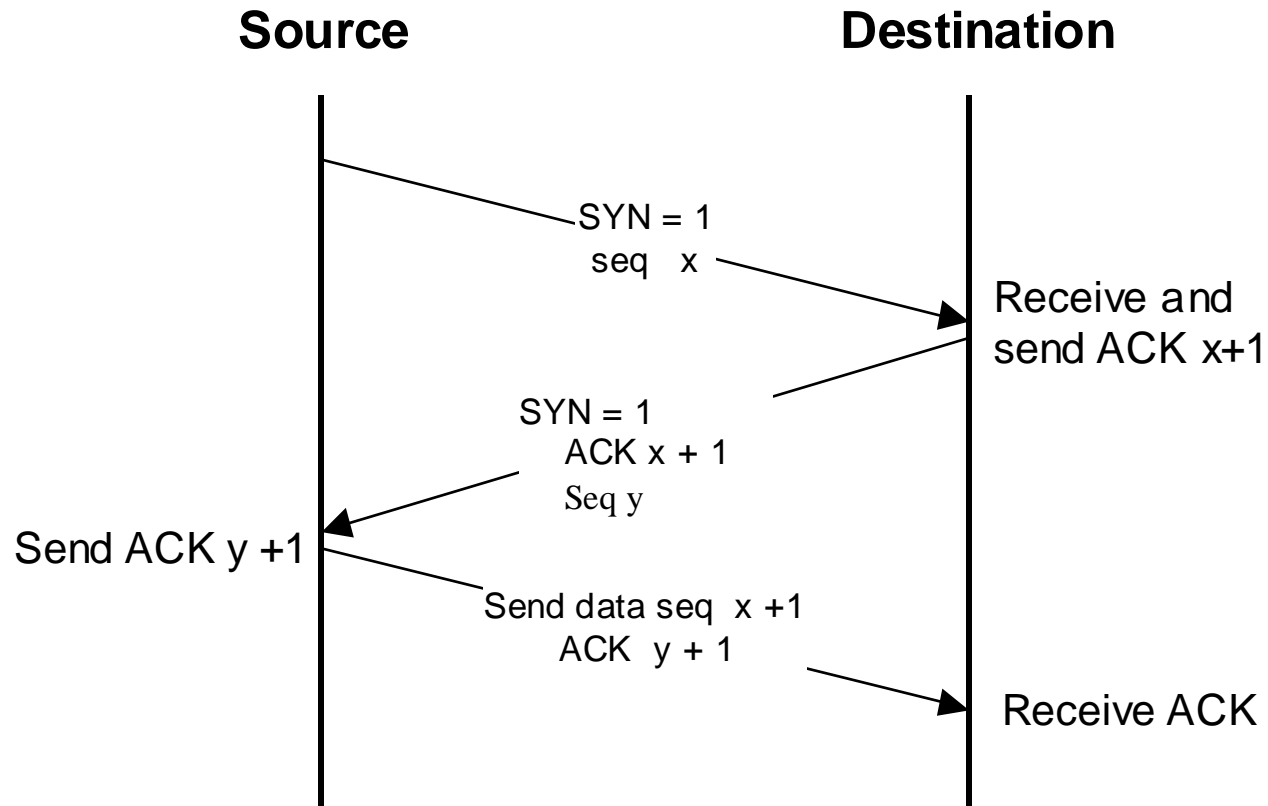 Source
Destination
SYN = 1
seq x
Receive and
send ACK x+1
SYN = 1
ACK x + 1
Seq y
Send ACK y +1
Send data seq x +1
ACK y + 1
Receive ACK